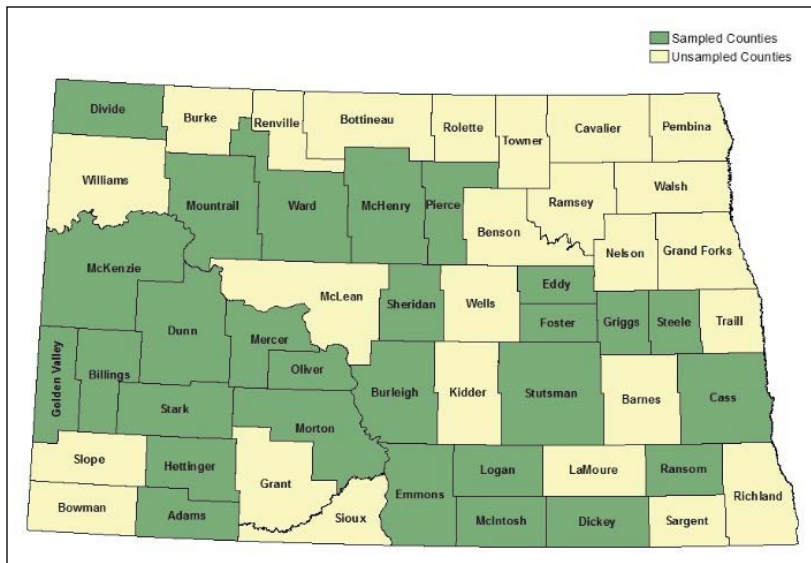 Sampled Counties
Unsampled Counties
Divide
Burke
Renville
Bottineau
Rolette
Towner
Cavalier
Pembina
Williams
Mountrail
Ward
McHenry
Pierce
Benson
Ramsey
Walsh
Nelson
Grand Forks
McKenzie
Dunn
McLean
Mercer
Oliver
Sheridan
Wells
Eddy
Foster
Griggs
Steele
Traill
Golden Valley
Billings
Stark
Morton
Burleigh
Kidder
Stutsman
Barnes
Cass
Slope
Hettinger
Grant
Emmons
Logan
LaMoure
Ransom
Richland
Bowman
Adams
Sioux
McIntosh
Dickey
Sargent